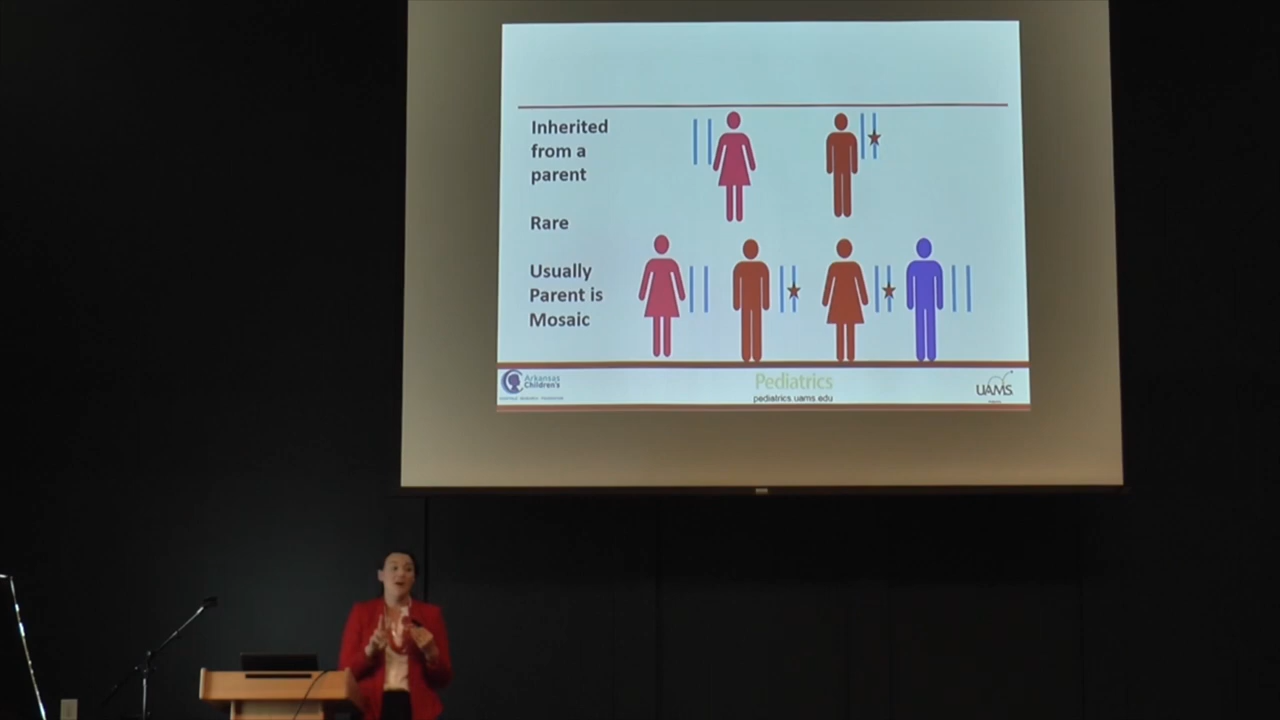 Inherited
from a
parent
Rare
Usually
Parent is
Mosaic
Arkansas
Children's
Pediatrics
pediatrics.uams.edu
UAMS